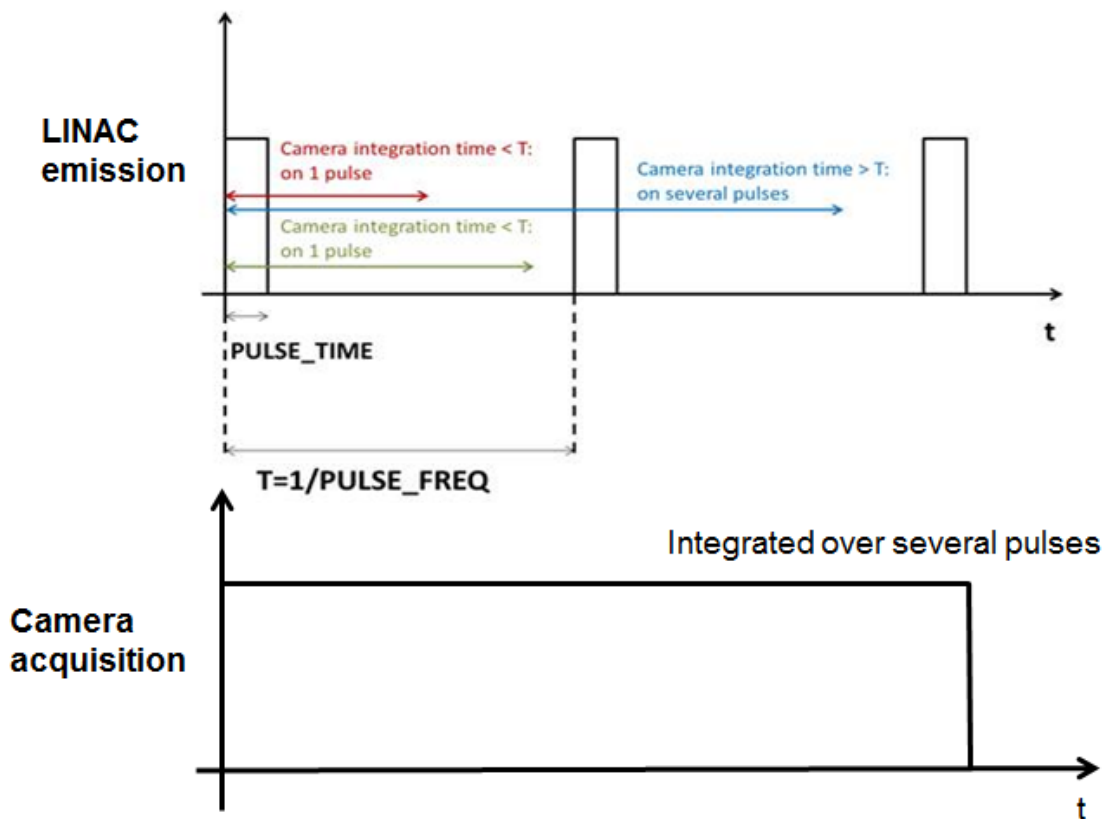 LINAC
emission
Camera integration time < T:
on 1 pulse
Camera integration time > T:
on several pulses
Camera integration time < T:
on 1 pulse
t
PULSE_TIME
T=1/PULSE_FREQ
Integrated over several pulses
Camera
acquisition
t